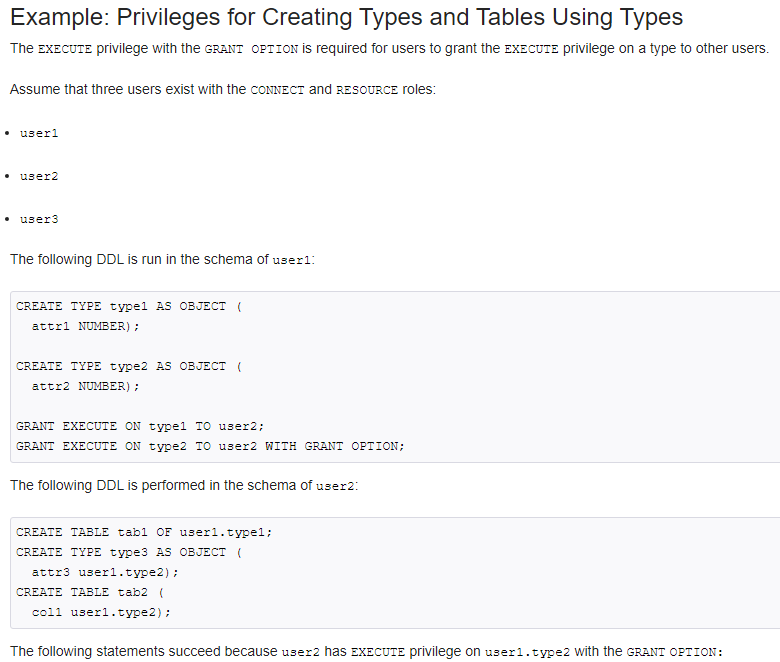 Example: Privileges for Creating Types and Tables Using Types
The EXECUTE privilege with the GRANT OPTION is required for users to grant the EXECUTE privilege on a type to other users.
Assume that three users exist with the CONNECT and RESOURCE roles:
• user1
• user2
• user3
The following DDL is run in the schema of user1:
CREATE TYPE type1 AS OBJECT (
  attr1 NUMBER);
CREATE TYPE type2 AS OBJECT (
  attr2 NUMBER);
GRANT EXECUTE ON type1 TO user2;
GRANT EXECUTE ON type2 TO user2 WITH GRANT OPTION;
The following DDL is performed in the schema of user2:
CREATE TABLE tab1 OF user1.type1;
CREATE TYPE type3 AS OBJECT (
  attr3 user1.type2);
CREATE TABLE tab2 (
  col1 user1.type2);
The following statements succeed because user2 has EXECUTE privilege on user1.type2 with the GRANT OPTION: